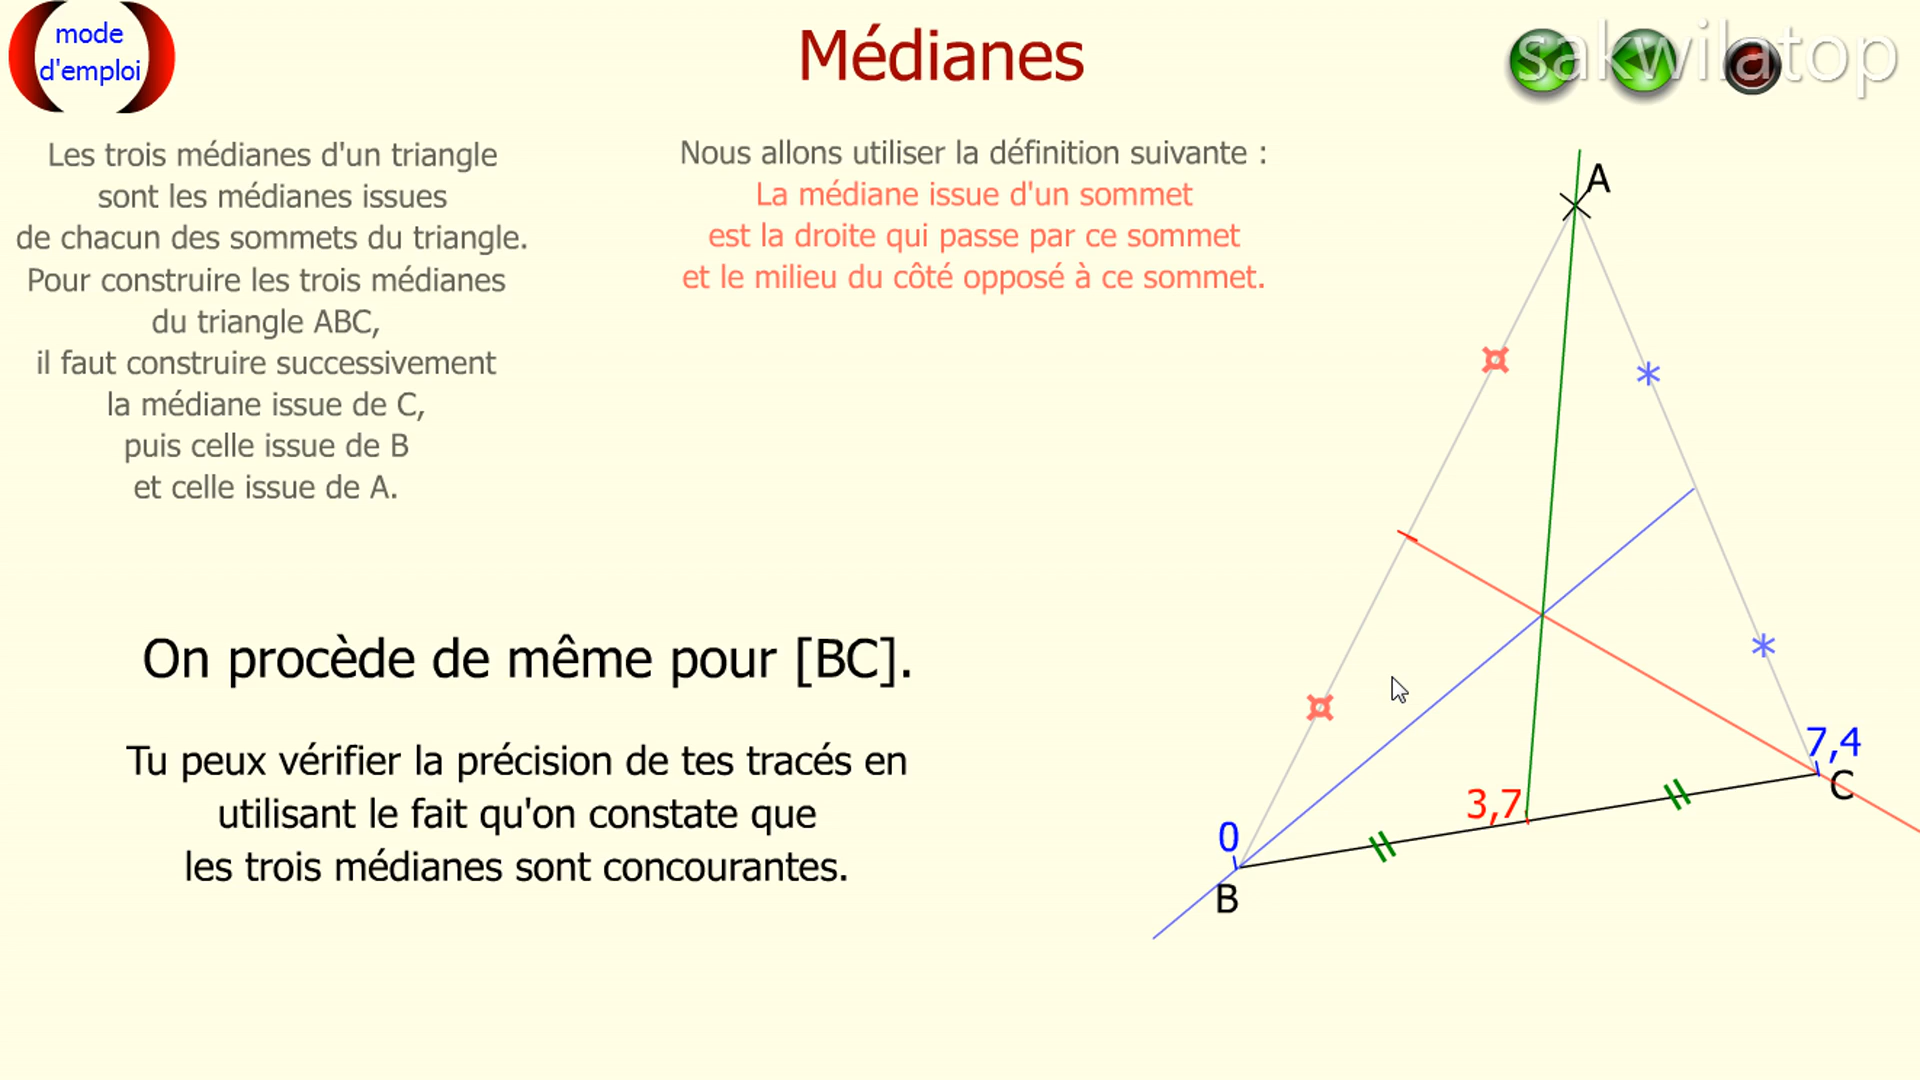 mode
d'emploi
Médianes
sakwilatop
Les trois médianes d'un triangle
sont les médianes issues
de chacun des sommets du triangle.
Pour construire les trois médianes
du triangle ABC,
il faut construire successivement
la médiane issue de C,
puis celle issue de B
et celle issue de A.
Nous allons utiliser la définition suivante :
La médiane issue d'un sommet
est la droite qui passe par ce sommet
et le milieu du côté opposé à ce sommet.
On procède de même pour [BC].
Tu peux vérifier la précision de tes tracés en
utilisant le fait qu'on constate que
les trois médianes sont concourantes.
A
7,4
C
3,7
0
B